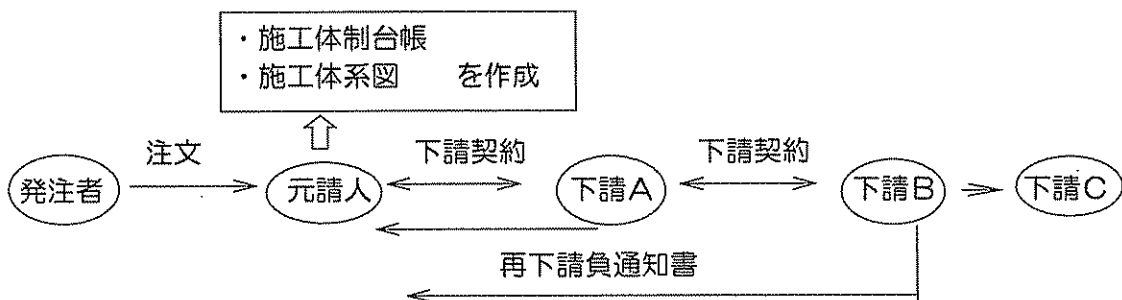 ・施工体制台帳
・施工体系図　　を作成
注文
下請契約
下請契約
発注者
元請人
下請A
下請B
下請C
再下請負通知書